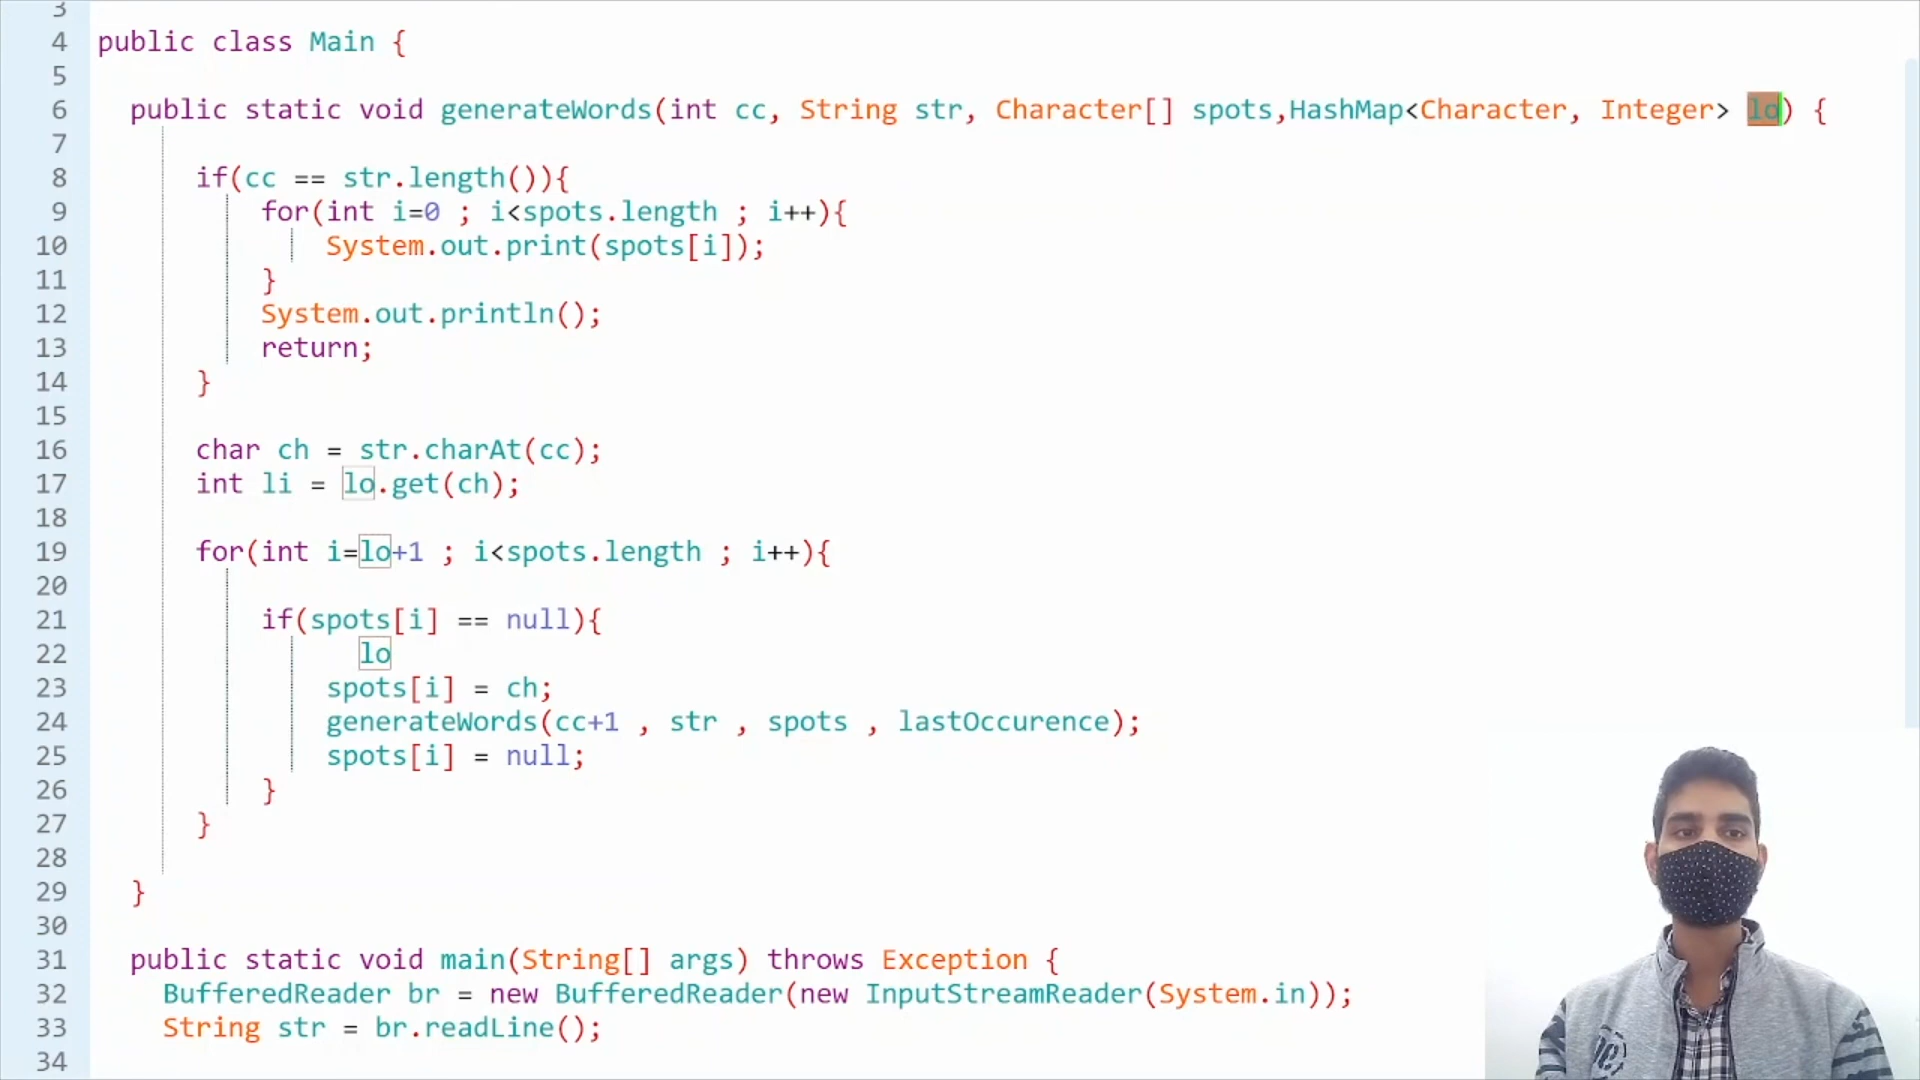 3
4 public class Main {
5
6 public static void generateWords(int cc, String str, Character[] spots,HashMap<Character, Integer> lo) {
7
8 if(cc == str.length()){
9 for(int i=0 ; i<spots.length ; i++){
10 System.out.print(spots[i]);
11 }
12 System.out.println();
13 return;
14 }
15
16 char ch = str.charAt(cc);
17 int li = lo.get(ch);
18
19 for(int i=lo+1 ; i<spots.length ; i++){
20
21 if(spots[i] == null){
22 lo
23 spots[i] = ch;
24 generateWords(cc+1 , str , spots , lastOccurence);
25 spots[i] = null;
26 }
27 }
28
29 }
30
31 public static void main(String[] args) throws Exception {
32 BufferedReader br = new BufferedReader(new InputStreamReader(System.in));
33 String str = br.readLine();
34